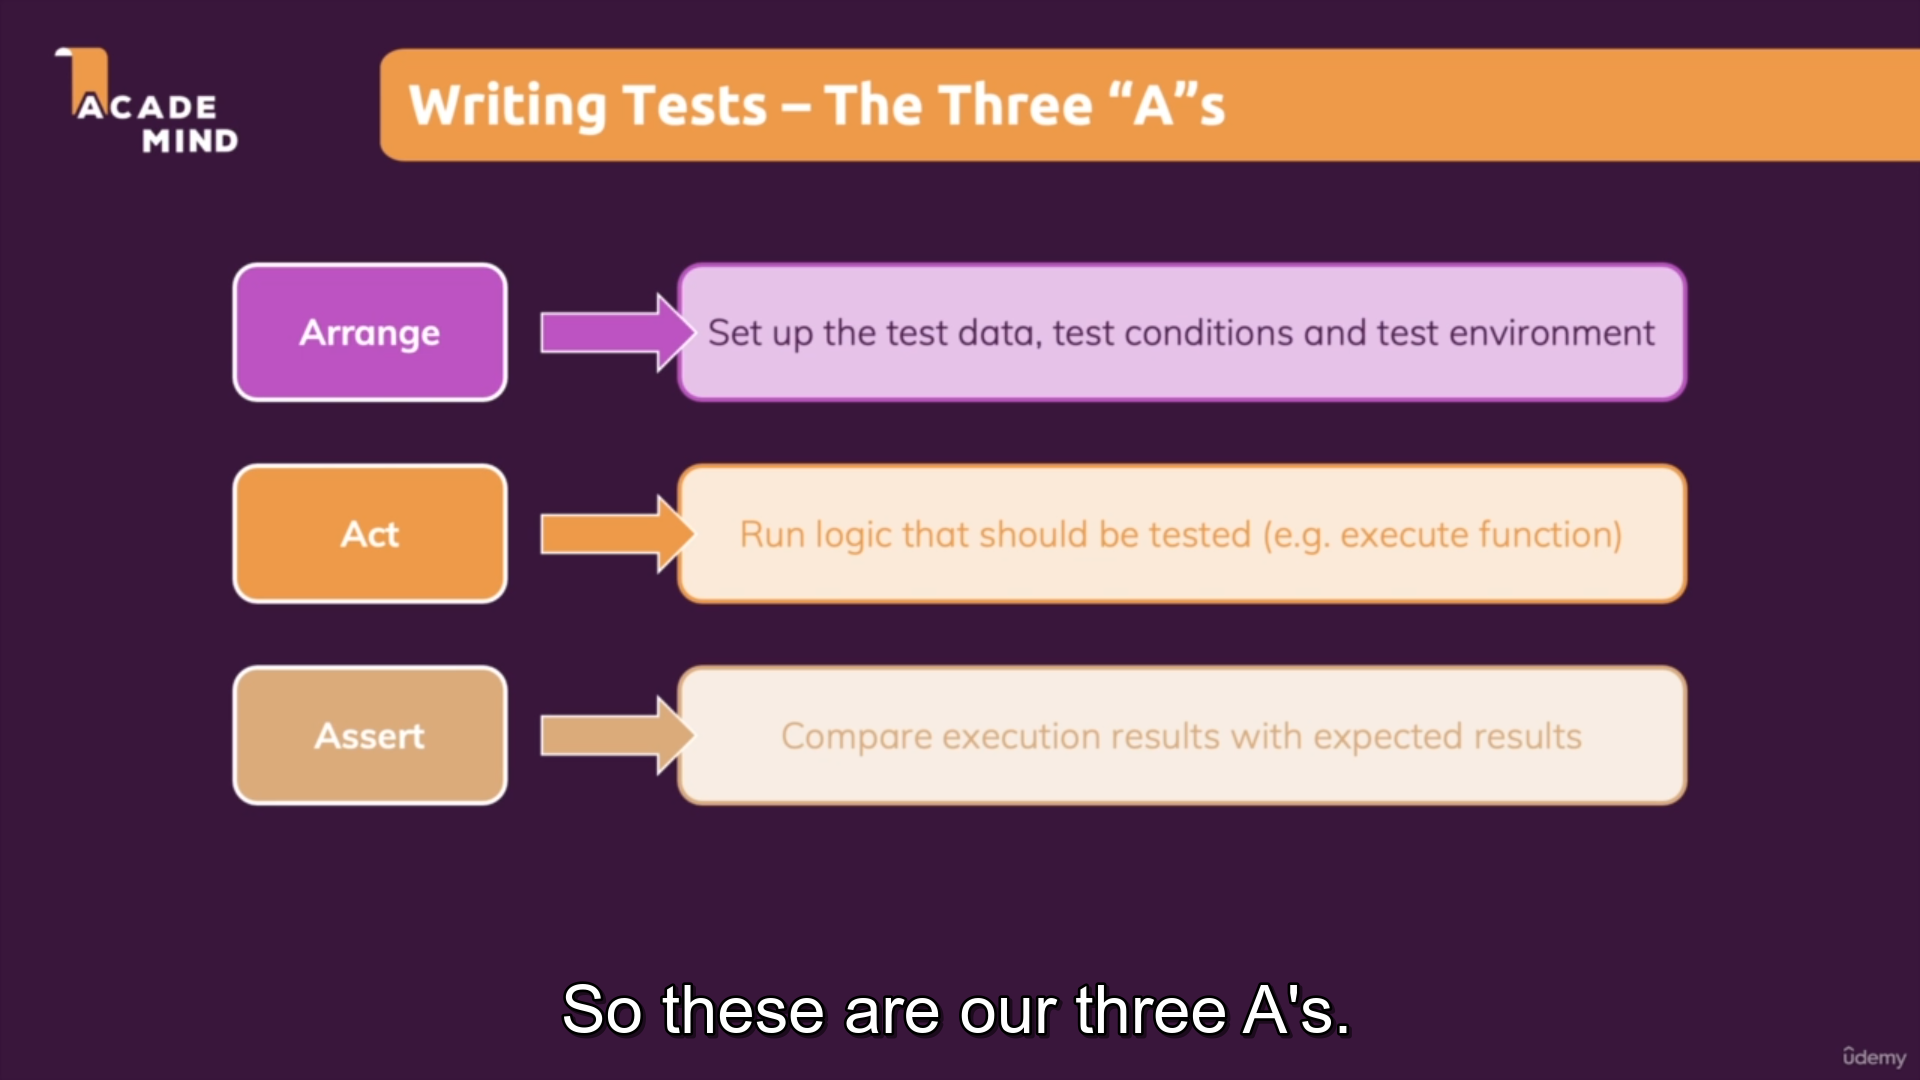 ACADE
MIND
Writing Tests – The Three “A”s
Arrange
Set up the test data, test conditions and test environment
Act
Run logic that should be tested (e.g. execute function)
Assert
Compare execution results with expected results
So these are our three A's.
ûdemy